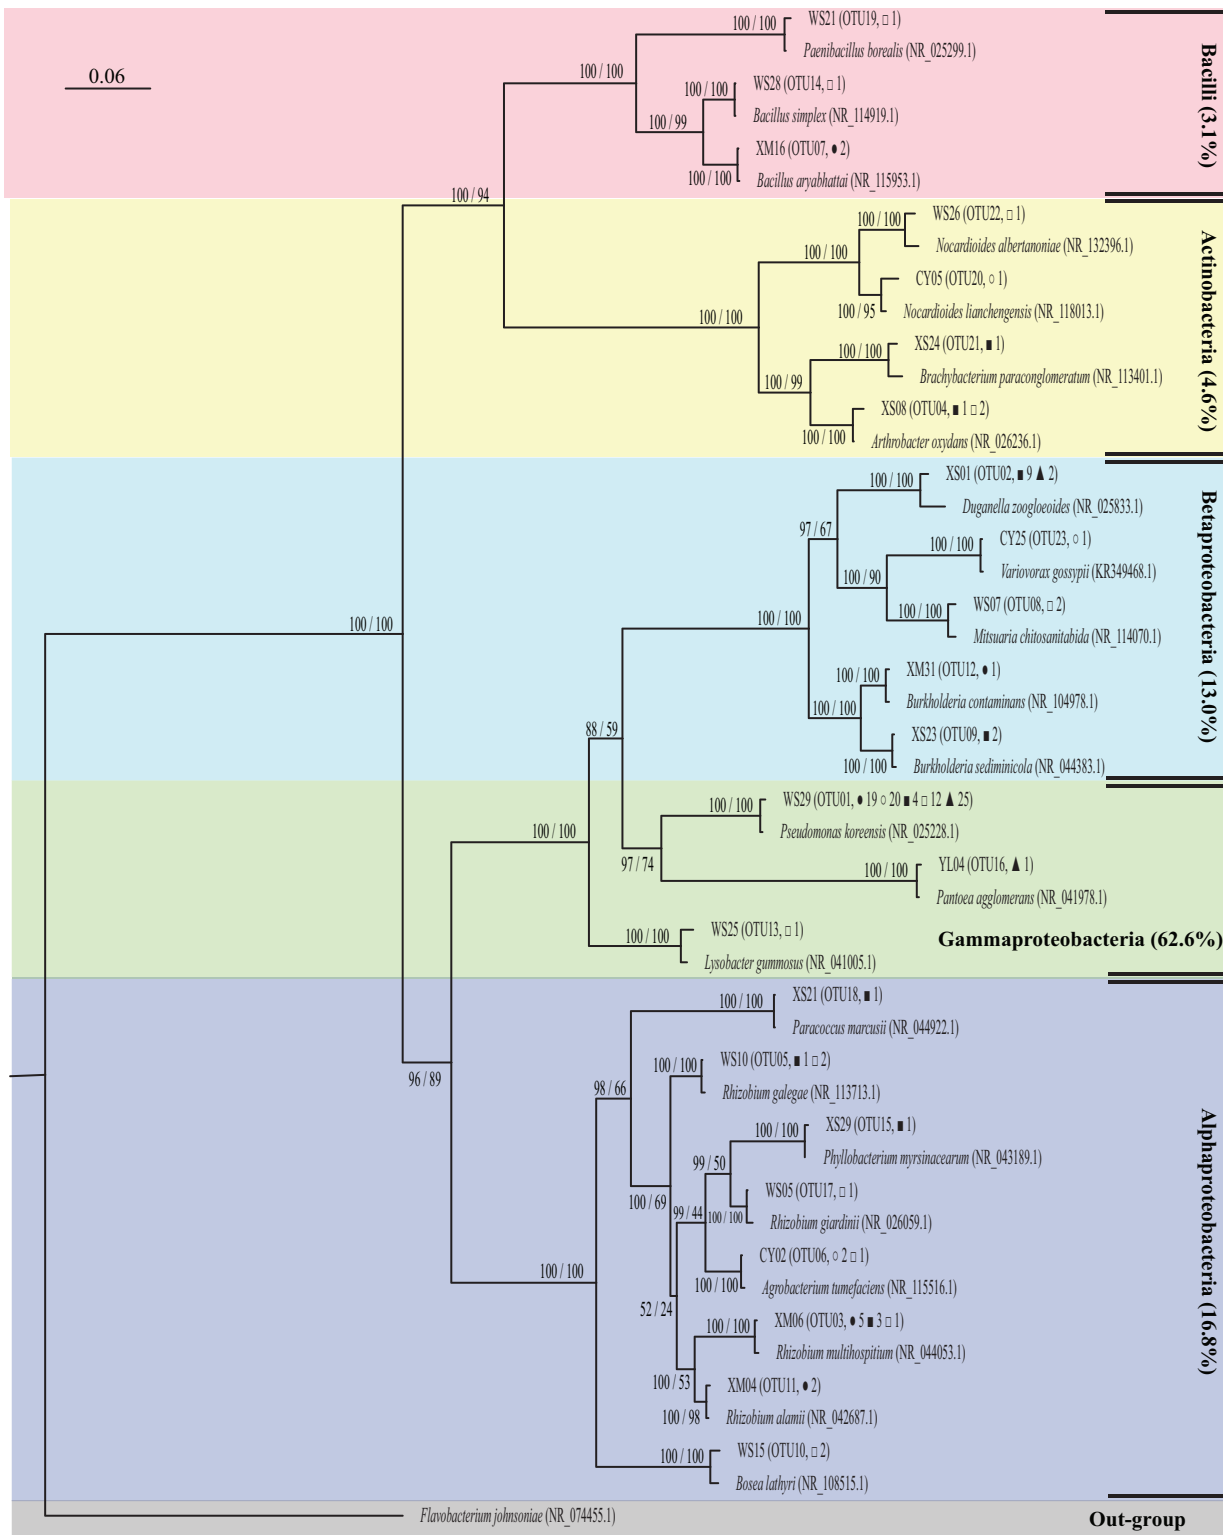 0.06
Bacilli (3.1%)
100 / 100
WS21 (OTU19, □ 1)
Paenibacillus borealis (NR_025299.1)
100 / 100
100 / 100
WS28 (OTU14, □ 1)
Bacillus simplex (NR_114919.1)
100 / 99
XM16 (OTU07, ● 2)
100 / 100
Bacillus aryabhattai (NR_115953.1)
100 / 94
Actinobacteria (4.6%)
100 / 100
WS26 (OTU22, □ 1)
Nocardioides albertanoniae (NR_132396.1)
100 / 100
CY05 (OTU20, ○ 1)
100 / 95
Nocardioides lianchengensis (NR_118013.1)
100 / 100
XS24 (OTU21, ■ 1)
100 / 100
Brachybacterium paraconglomeratum (NR_113401.1)
100 / 99
XS08 (OTU04, ■ 1 □ 2)
100 / 100
Arthrobacter oxydans (NR_026236.1)
Betaproteobacteria (13.0%)
XS01 (OTU02, ■ 9 ▲ 2)
100 / 100
Duganella zoogloeoides (NR_025833.1)
97 / 67
CY25 (OTU23, ○ 1)
100 / 100
Variovorax gossypii (KR349468.1)
100 / 90
WS07 (OTU08, □ 2)
100 / 100
Mitsuaria chitosanitabida (NR_114070.1)
100 / 100
100 / 100
XM31 (OTU12, ● 1)
100 / 100
Burkholderia contaminans (NR_104978.1)
100 / 100
XS23 (OTU09, ■ 2)
100 / 100
Burkholderia sediminicola (NR_044383.1)
88 / 59
WS29 (OTU01, ● 19 ○ 20 ■ 4 □ 12 ▲ 25)
100 / 100
Pseudomonas koreensis (NR_025228.1)
100 / 100
97 / 74
YL04 (OTU16, ▲ 1)
100 / 100
Pantoea agglomerans (NR_041978.1)
WS25 (OTU13, □ 1)
100 / 100
Gammaproteobacteria (62.6%)
Lysobacter gummosus (NR_041005.1)
Alphaproteobacteria (16.8%)
XS21 (OTU18, ■ 1)
100 / 100
Paracoccus marcusii (NR_044922.1)
96 / 89
98 / 66
WS10 (OTU05, ■ 1 □ 2)
100 / 100
Rhizobium galegae (NR_113713.1)
XS29 (OTU15, ■ 1)
100 / 100
Phyllobacterium myrsinacearum (NR_043189.1)
99 / 50
100 / 69
WS05 (OTU17, □ 1)
99 / 44
100 / 100
Rhizobium giardinii (NR_026059.1)
CY02 (OTU06, ○ 2 □ 1)
100 / 100
100 / 100
Agrobacterium tumefaciens (NR_115516.1)
52 / 24
XM06 (OTU03, ● 5 ■ 3 □ 1)
100 / 100
Rhizobium multihospitium (NR_044053.1)
100 / 53
XM04 (OTU11, ● 2)
100 / 98
Rhizobium alamii (NR_042687.1)
WS15 (OTU10, □ 2)
100 / 100
Bosea lathyri (NR_108515.1)
Flavobacterium johnsoniae (NR_074455.1)
Out-group